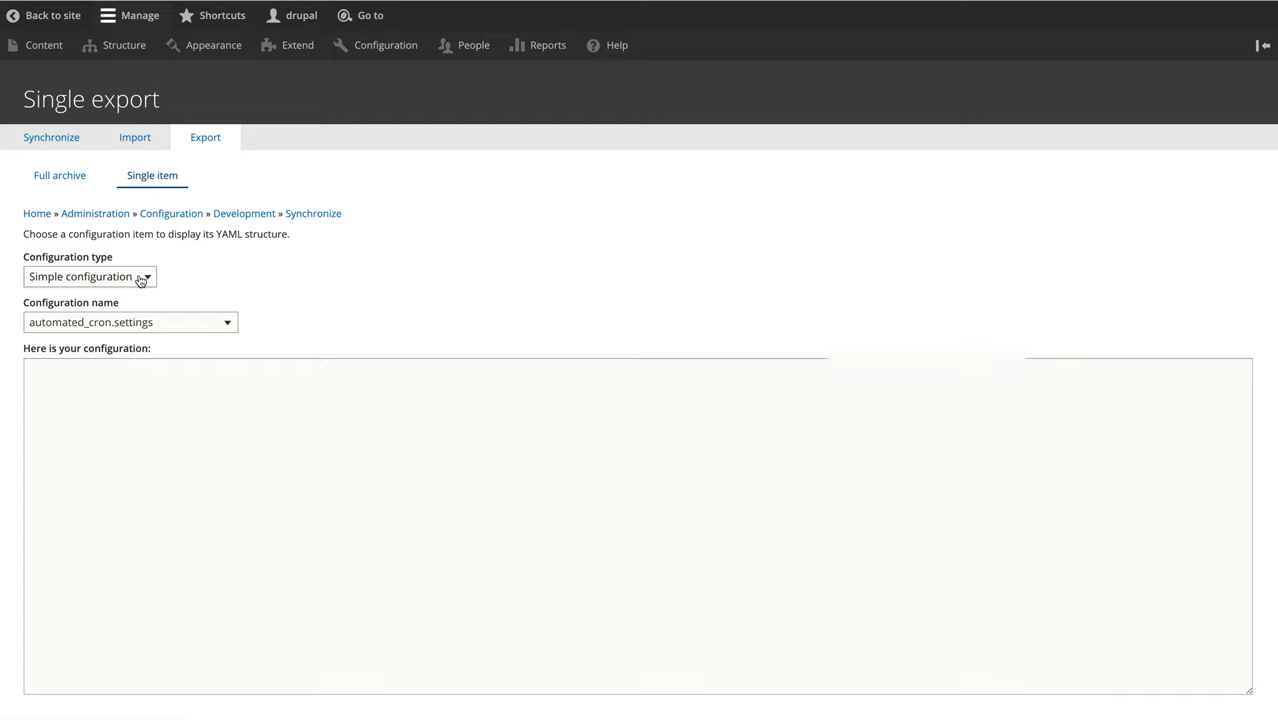 Back to site Manage Shortcuts drupal Go to
Content Structure Appearance Extend Configuration People Reports Help
Single export
Synchronize Import Export
Full archive Single item
Home » Administration » Configuration » Development » Synchronize
Choose a configuration item to display its YAML structure.
Configuration type
Simple configuration
Configuration name
automated_cron.settings
Here is your configuration: